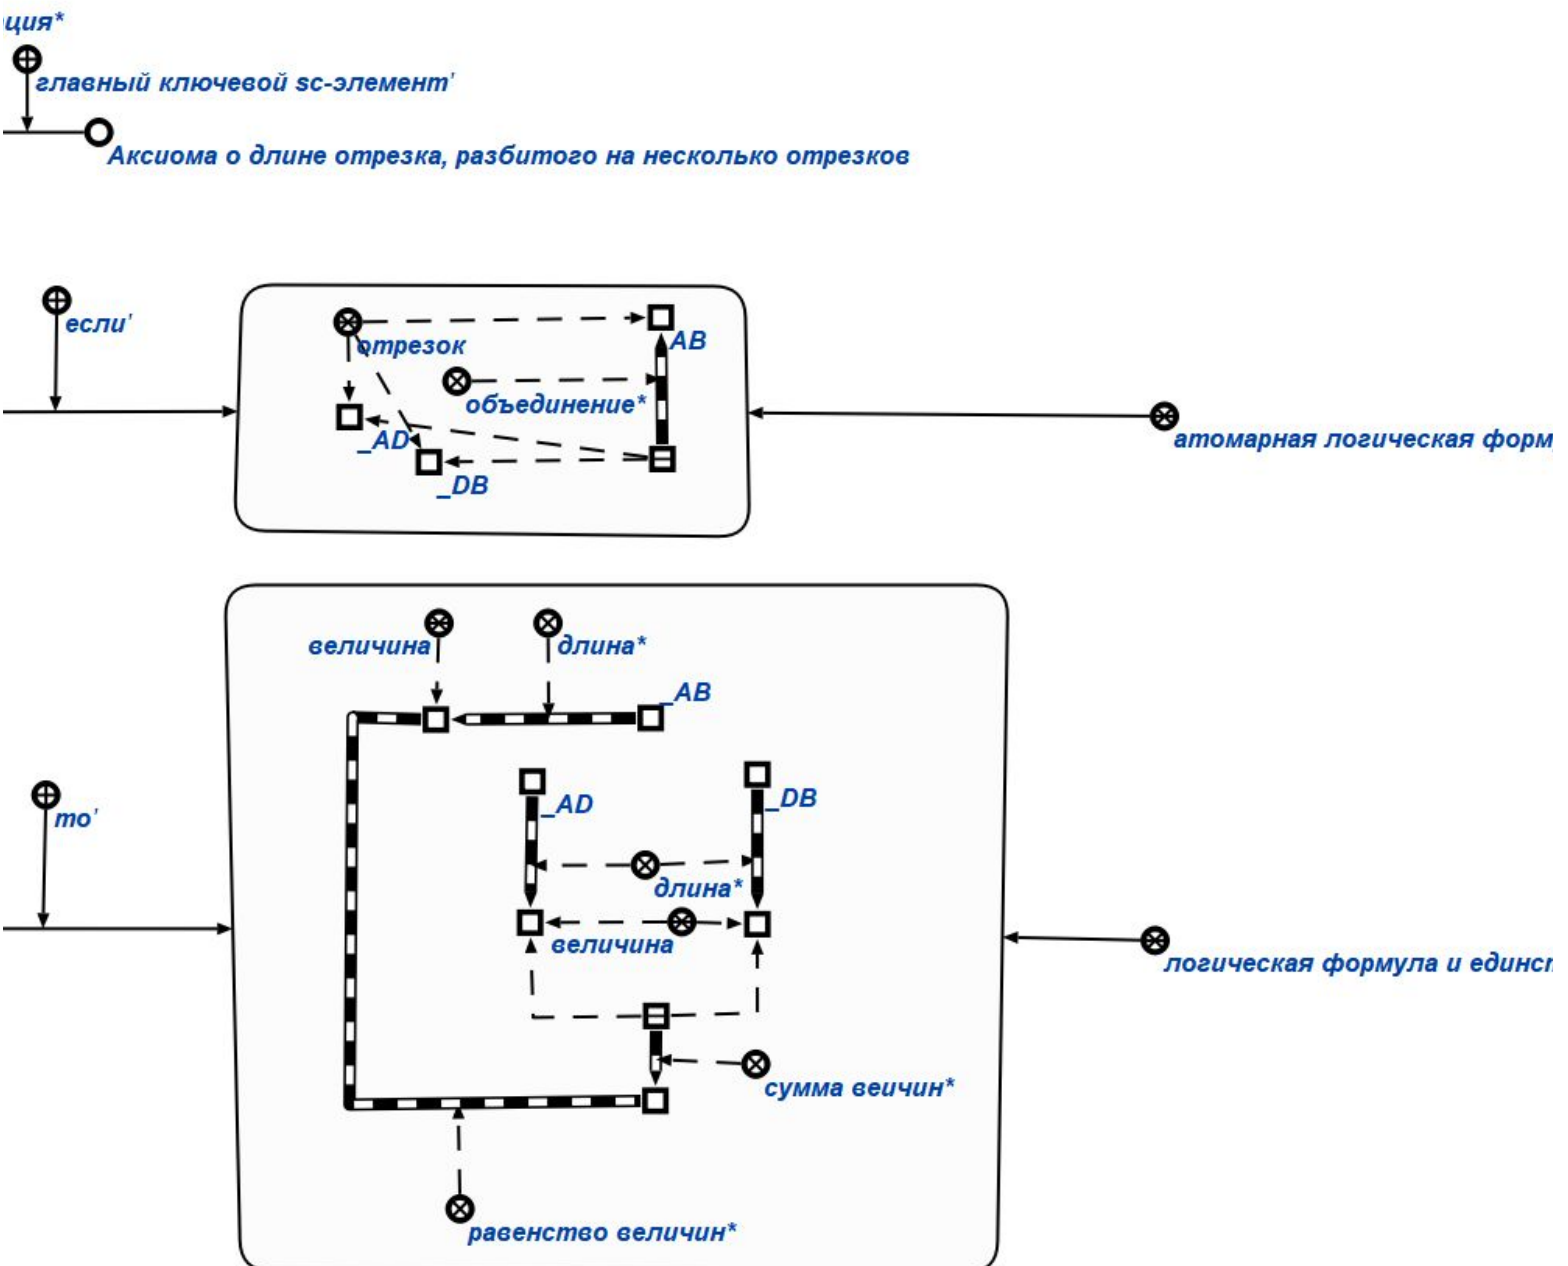 ция*
главный ключевой sc-элемент'
Аксиома о длине отрезка, разбитого на несколько отрезков
если'
отрезок
AB
объединение*
_AD
_DB
атомарная логическая форм
величина
длина*
_AB
_AD
_DB
то'
длина*
величина
логическая формула и единст
сумма веичин*
равенство величин*